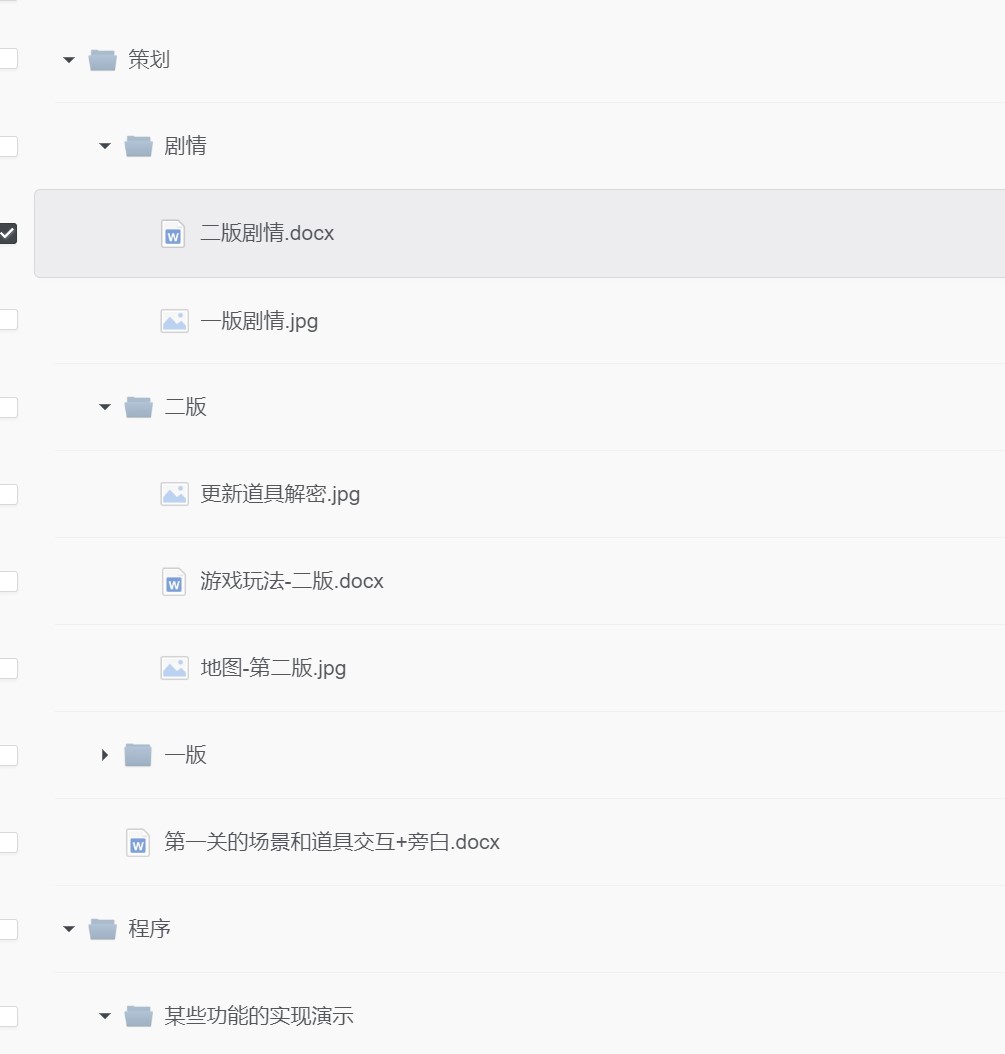 策划
剧情
二版剧情.docx
一版剧情.jpg
二版
更新道具解密.jpg
游戏玩法-二版.docx
地图-第二版.jpg
一版
第一关的场景和道具交互+旁白.docx
程序
某些功能的实现演示